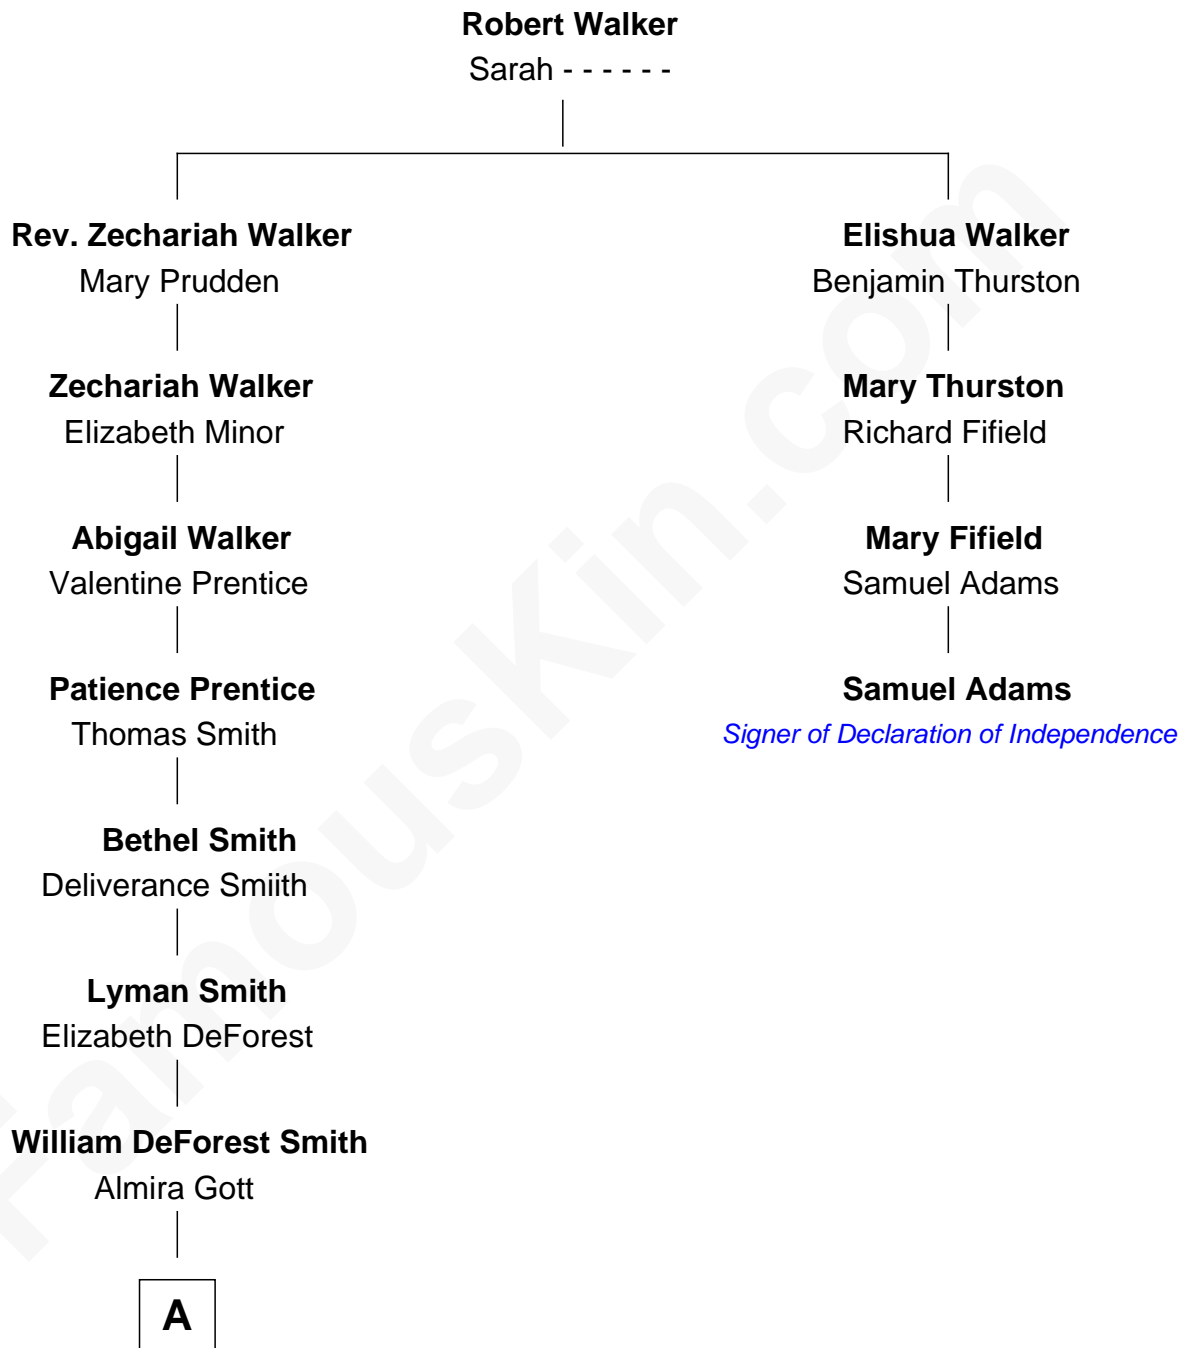 Robert Walker
Sarah - - - - - -
Rev. Zechariah Walker
Mary Prudden
Elishua Walker
Benjamin Thurston
Zechariah Walker
Elizabeth Minor
Mary Thurston
Richard Fifield
Abigail Walker
Valentine Prentice
Mary Fifield
Samuel Adams
Patience Prentice
Thomas Smith
Samuel Adams
Signer of Declaration of Independence
Bethel Smith
Deliverance Smiith
Lyman Smith
Elizabeth DeForest
William DeForest Smith
Almira Gott
A
FamousKin.com